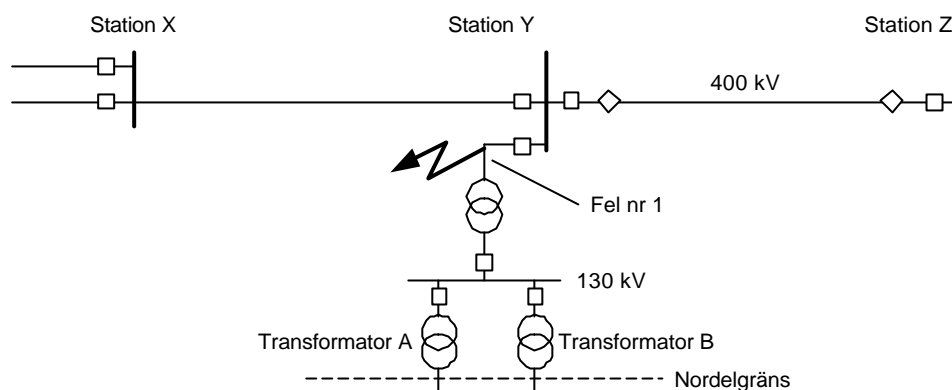 Station X
Station Y
Station Z
400 kV
Fel nr 1
130 kV
Transformator A
Transformator B
Nordelgräns